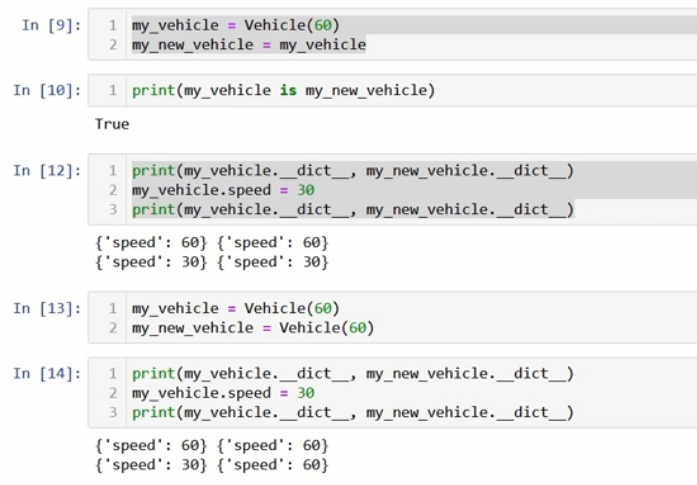 In [9]: 1 my_vehicle = Vehicle(60)
2 my_new_vehicle = my_vehicle
In [10]: 1 print(my_vehicle is my_new_vehicle)
True
In [12]: 1 print(my_vehicle.__dict__, my_new_vehicle.__dict__)
2 my_vehicle.speed = 30
3 print(my_vehicle.__dict__, my_new_vehicle.__dict__)
{'speed': 60} {'speed': 60}
{'speed': 30} {'speed': 30}
In [13]: 1 my_vehicle = Vehicle(60)
2 my_new_vehicle = Vehicle(60)
In [14]: 1 print(my_vehicle.__dict__, my_new_vehicle.__dict__)
2 my_vehicle.speed = 30
3 print(my_vehicle.__dict__, my_new_vehicle.__dict__)
{'speed': 60} {'speed': 60}
{'speed': 30} {'speed': 60}